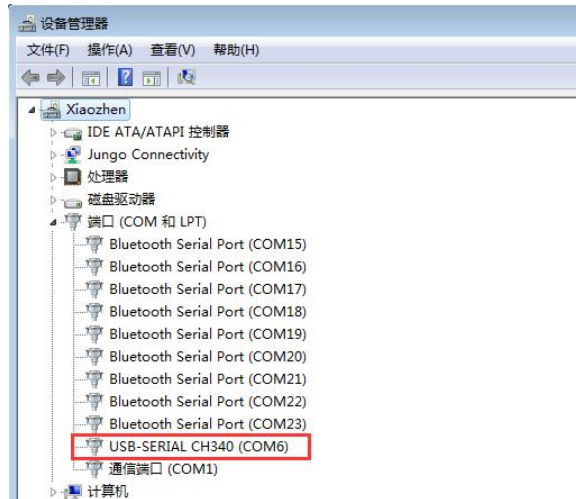 设备管理器
文件(F) 操作(A) 查看(V) 帮助(H)
Xiaozhen
IDE ATA/ATAPI 控制器
Jungo Connectivity
处理器
磁盘驱动器
端口 (COM 和 LPT)
Bluetooth Serial Port (COM15)
Bluetooth Serial Port (COM16)
Bluetooth Serial Port (COM17)
Bluetooth Serial Port (COM18)
Bluetooth Serial Port (COM19)
Bluetooth Serial Port (COM20)
Bluetooth Serial Port (COM21)
Bluetooth Serial Port (COM22)
Bluetooth Serial Port (COM23)
USB-SERIAL CH340 (COM6)
通信端口 (COM1)
计算机